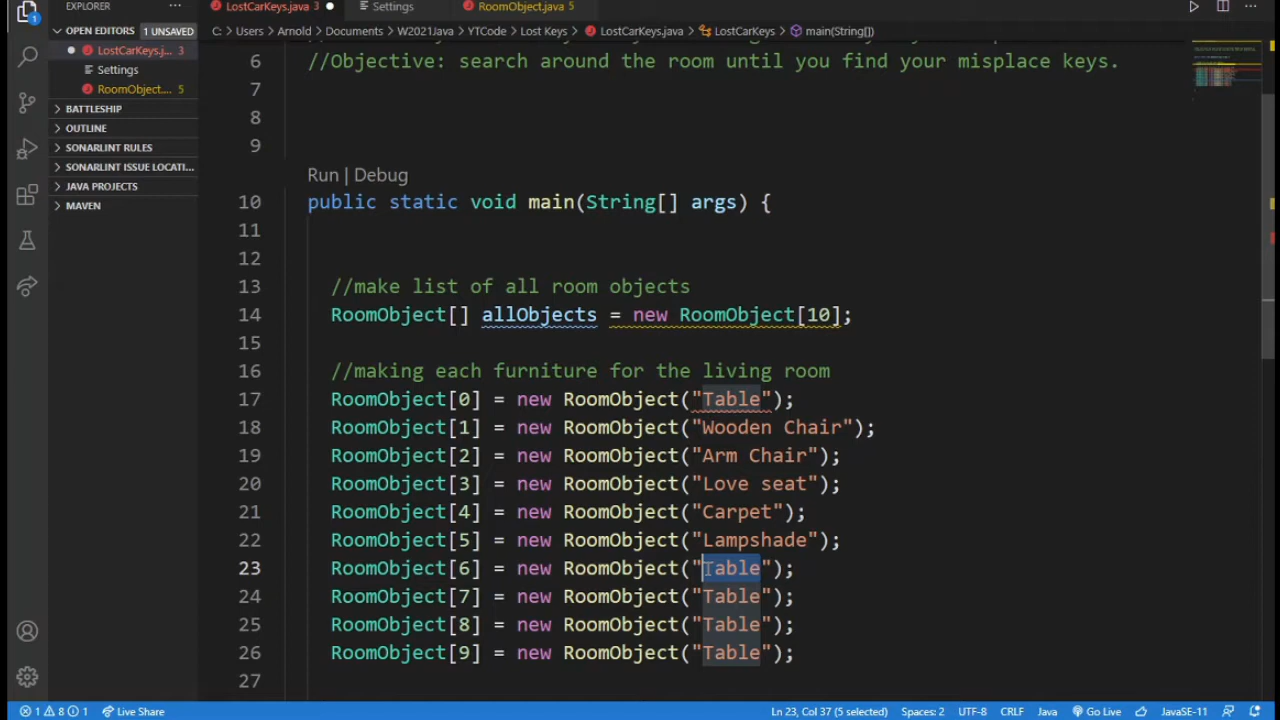 EXPLORER
LostCarKeys.java 3
Settings
RoomObject.java 5
OPEN EDITORS 1 UNSAVED
C: > Users > Arnold > Documents > W2021Java > YTCode > Lost Keys > LostCarKeys.java > LostCarKeys > main(String[])
LostCarKeys.j... 3
Settings
RoomObject.... 5
BATTLESHIP
OUTLINE
SONARLINT RULES
SONARLINT ISSUE LOCATI...
JAVA PROJECTS
MAVEN
1
6 //Objective: search around the room until you find your misplace keys.
7
8
9
Run | Debug
10 public static void main(String[] args) {
11
12
13 //make list of all room objects
14 RoomObject[] allObjects = new RoomObject[10];
15
16 //making each furniture for the living room
17 RoomObject[0] = new RoomObject("Table");
18 RoomObject[1] = new RoomObject("Wooden Chair");
19 RoomObject[2] = new RoomObject("Arm Chair");
20 RoomObject[3] = new RoomObject("Love seat");
21 RoomObject[4] = new RoomObject("Carpet");
22 RoomObject[5] = new RoomObject("Lampshade");
23 RoomObject[6] = new RoomObject("Table");
24 RoomObject[7] = new RoomObject("Table");
25 RoomObject[8] = new RoomObject("Table");
26 RoomObject[9] = new RoomObject("Table");
27
1 8 1 Live Share Ln 23, Col 37 (5 selected) Spaces: 2 UTF-8 CRLF Java Go Live JavaSE-11